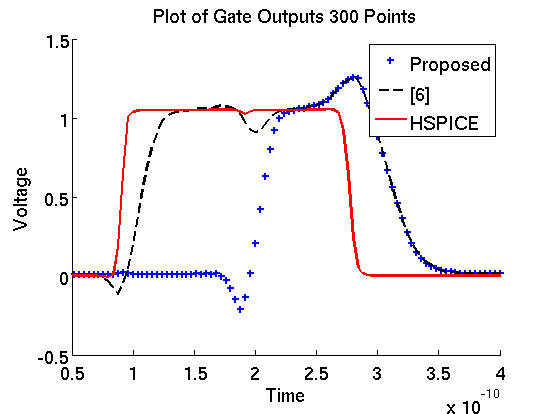 Plot of Gate Outputs 300 Points
Proposed
[6]
HSPICE
Voltage
1.5
1
0.5
0
-0.5
0.5
1
1.5
2
2.5
3
3.5
4
Time
x 10⁻¹⁰